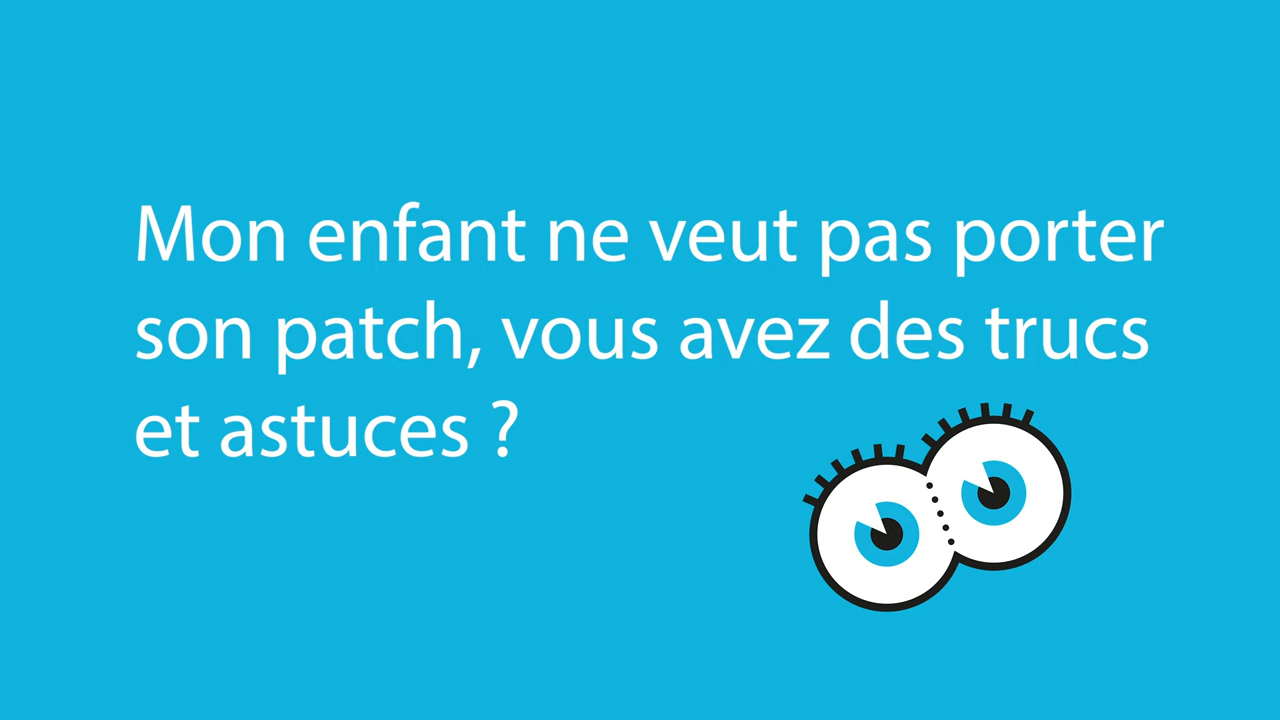 Mon enfant ne veut pas porter
son patch, vous avez des trucs
et astuces ?